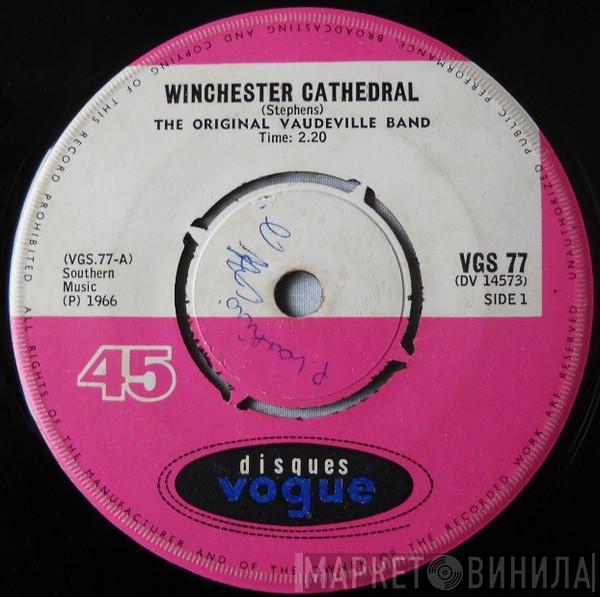 WINCHESTER CATHEDRAL
(Stephens)
THE ORIGINAL VAUDEVILLE BAND
Time: 2.20
(VGS.77-A)
Southern
Music
(P) 1966
VGS 77
(DV 14573)
SIDE 1
45
disques
vogue
ALL RIGHTS OF THE MANUFACTURER AND OF THE OWNER OF THE RECORDED WORK ARE RESERVED UNAUTHORIZED PUBLIC PERFORMANCE BROADCASTING AND COPYING OF THIS RECORD PROHIBITED
МАРКЕТ ВИНИЛА